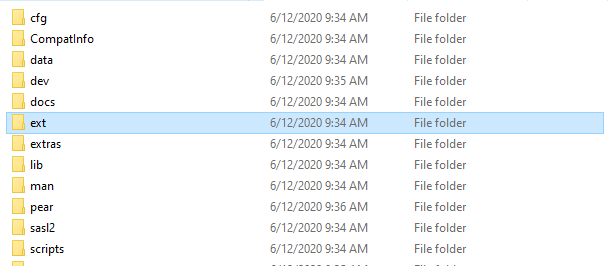 cfg 6/12/2020 9:34 AM File folder
CompatInfo 6/12/2020 9:34 AM File folder
data 6/12/2020 9:34 AM File folder
dev 6/12/2020 9:35 AM File folder
docs 6/12/2020 9:34 AM File folder
ext 6/12/2020 9:34 AM File folder
extras 6/12/2020 9:34 AM File folder
lib 6/12/2020 9:34 AM File folder
man 6/12/2020 9:34 AM File folder
pear 6/12/2020 9:36 AM File folder
sasl2 6/12/2020 9:34 AM File folder
scripts 6/12/2020 9:34 AM File folder